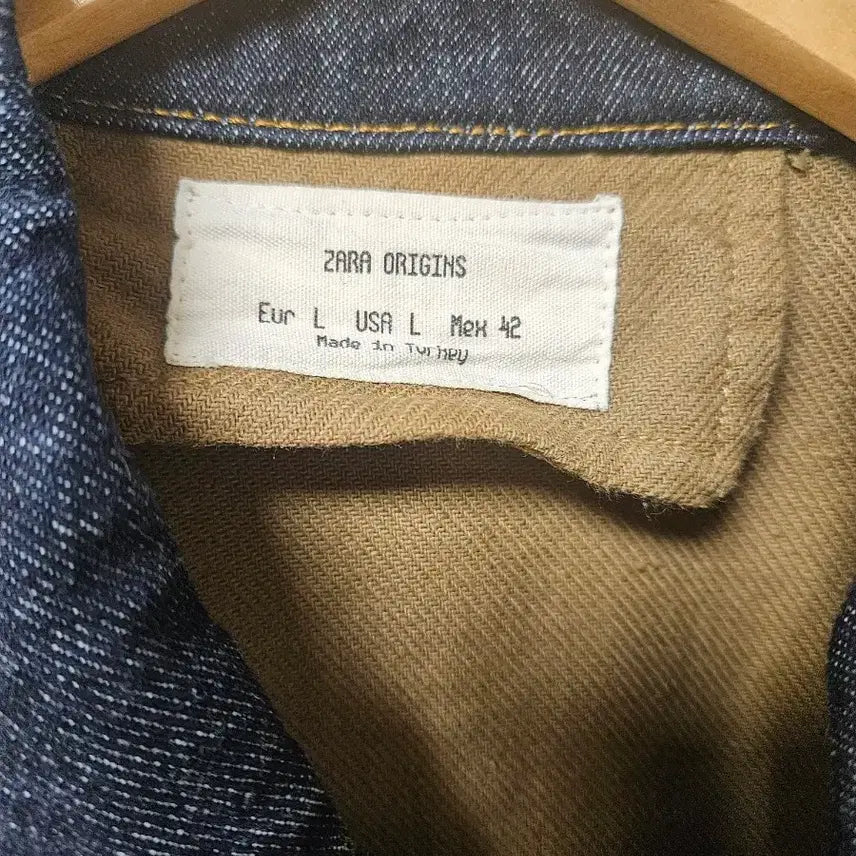 ZARA ORIGINS
Eur L USA L Mex 42
Made in Turkey